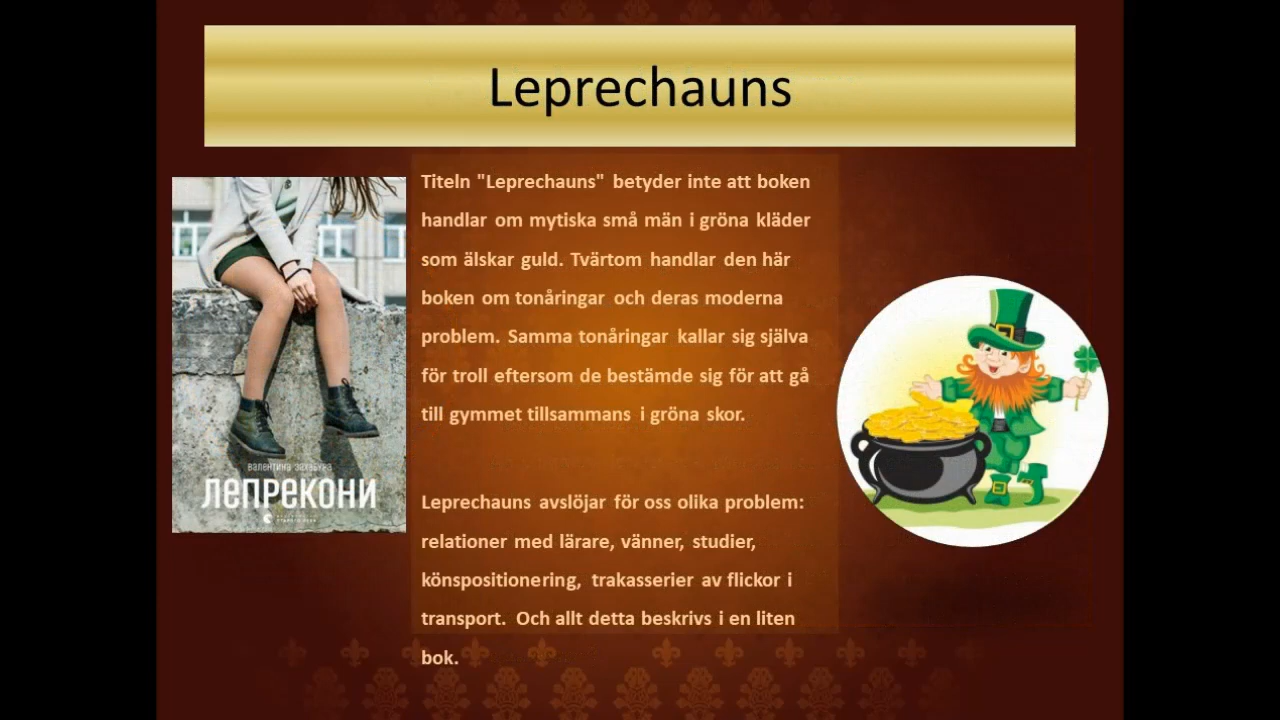 Leprechauns
Titeln "Leprechauns" betyder inte att boken
handlar om mytiska små män i gröna kläder
som älskar guld. Tvärtom handlar den här
boken om tonåringar och deras moderna
problem. Samma tonåringar kallar sig själva
för troll eftersom de bestämde sig för att gå
till gymmet tillsammans i gröna skor.
Leprechauns avslöjar för oss olika problem:
relationer med lärare, vänner, studier,
könspositionering, trakasserier av flickor i
transport. Och allt detta beskrivs i en liten
bok.
ВАЛЕНТИНА ЗАХАБУРА
ЛЕПРЕКОНИ